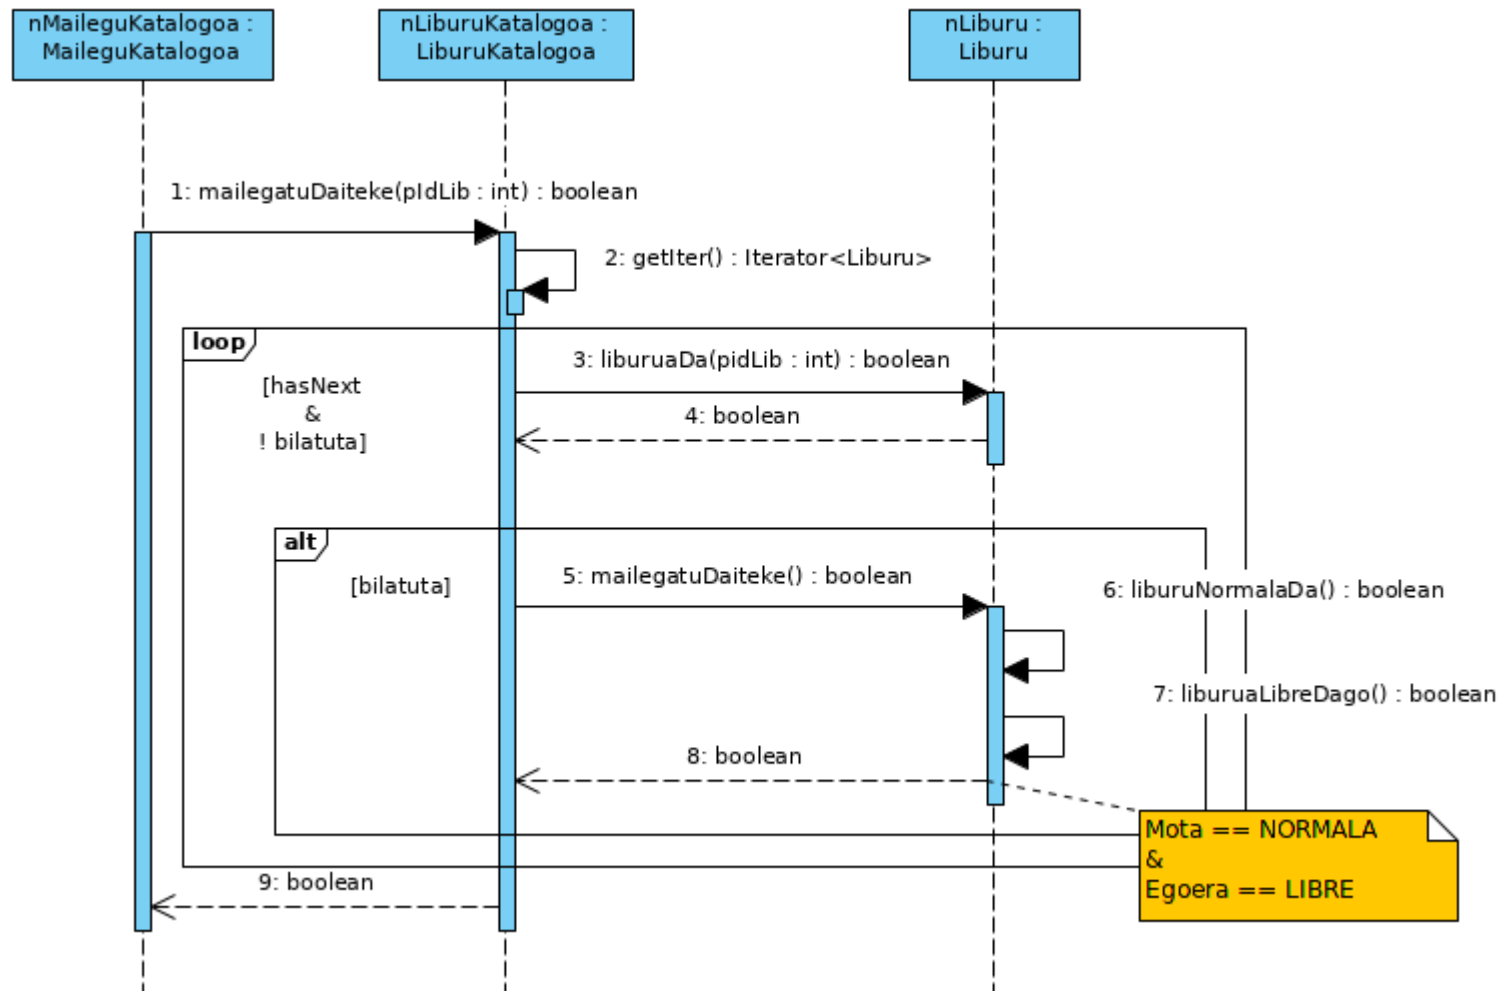 nMaileguKatalogoa :
MaileguKatalogoa
nLiburuKatalogoa :
LiburuKatalogoa
nLiburu :
Liburu
1: mailegatuDaiteke(pIdLib : int) : boolean
2: getIter() : Iterator<Liburu>
loop
[hasNext
&
! bilatuta]
3: liburuaDa(pidLib : int) : boolean
4: boolean
alt
[bilatuta]
5: mailegatuDaiteke() : boolean
6: liburuNormalaDa() : boolean
7: liburuaLibreDago() : boolean
8: boolean
Mota == NORMALA
&
Egoera == LIBRE
9: boolean